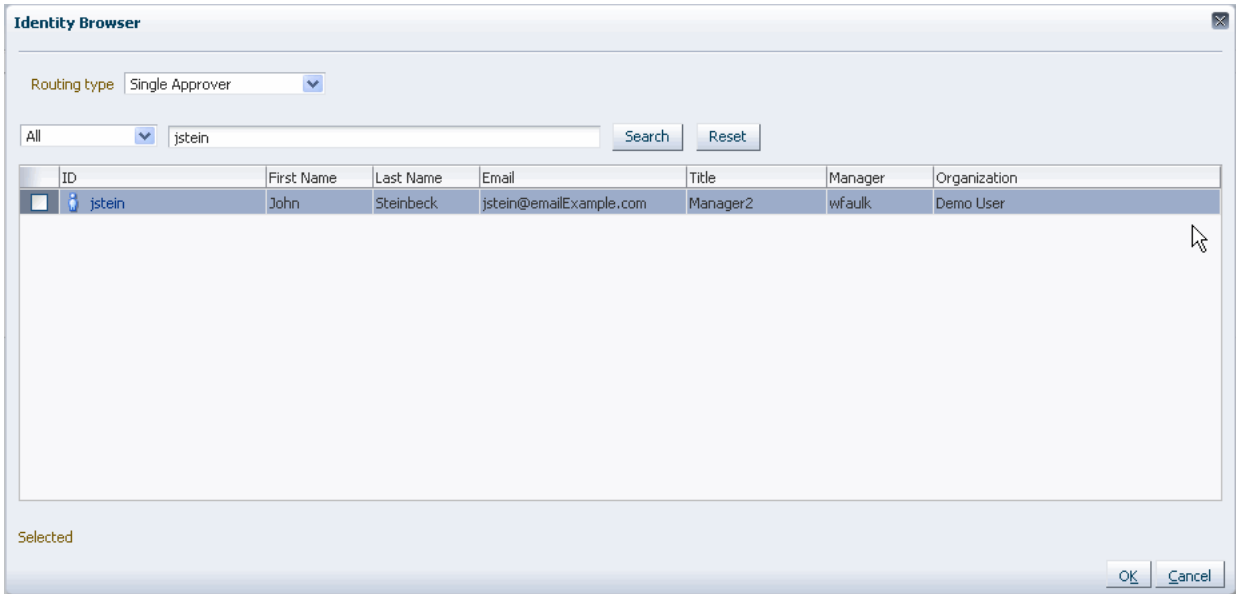 Identity Browser
Routing type Single Approver
All jstein Search Reset
ID First Name Last Name Email Title Manager Organization
jstein John Steinbeck jstein@emailExample.com Manager2 wfaulk Demo User
Selected
OK Cancel